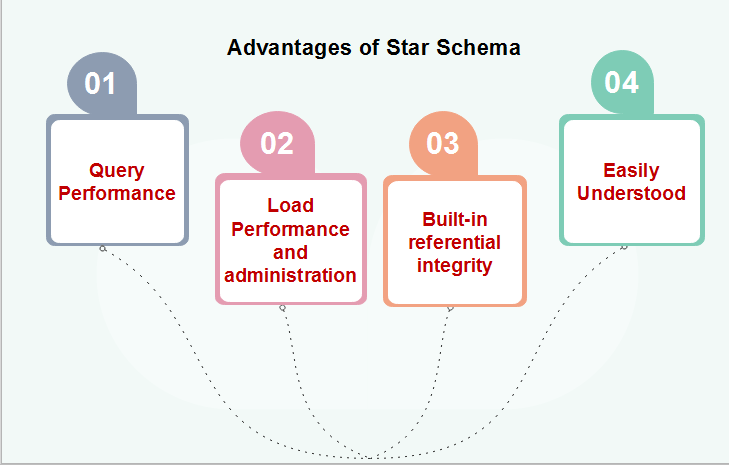 Advantages of Star Schema
01
Query
Performance
02
Load
Performance
and
administration
03
Built-in
referential
integrity
04
Easily
Understood